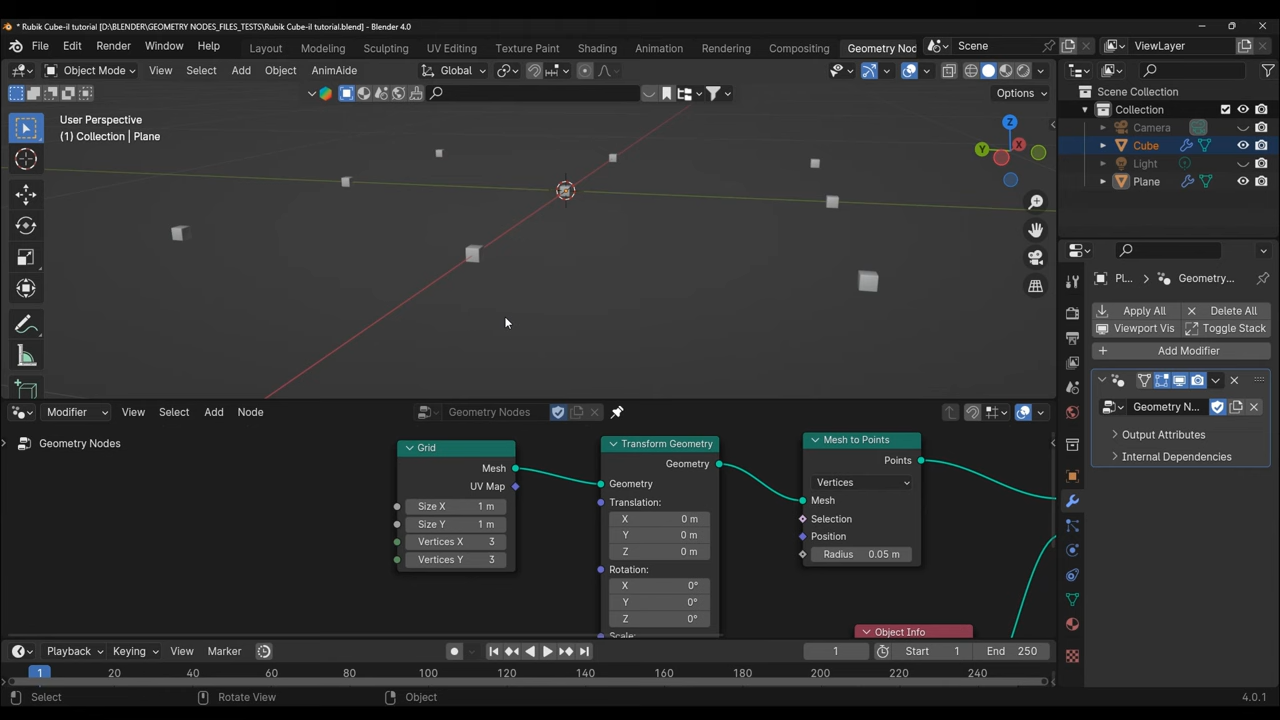 * Rubik Cube-il tutorial [D:\BLENDER\GEOMETRY NODES_FILES_TESTS\Rubik Cube-il tutorial.blend] - Blender 4.0
File Edit Render Window Help Layout Modeling Sculpting UV Editing Texture Paint Shading Animation Rendering Compositing Geometry Nod Scene ViewLayer
Object Mode View Select Add Object AnimAide Global
Options
User Perspective
(1) Collection | Plane
Z
Y
X
Scene Collection
Collection
Camera
Cube
Light
Plane
Pl... > Geometry...
Apply All Delete All
Viewport Vis Toggle Stack
Add Modifier
Geometry N...
Output Attributes
Internal Dependencies
Modifier View Select Add Node Geometry Nodes
Geometry Nodes
Grid
Mesh
UV Map
Size X 1 m
Size Y 1 m
Vertices X 3
Vertices Y 3
Transform Geometry
Geometry
Geometry
Translation:
X 0 m
Y 0 m
Z 0 m
Rotation:
X 0°
Y 0°
Z 0°
Scale:
Mesh to Points
Points
Vertices
Mesh
Selection
Position
Radius 0.05 m
Object Info
Playback Keying View Marker 1 Start 1 End 250
1 20 40 60 80 100 120 140 160 180 200 220 240
Select Rotate View Object 4.0.1